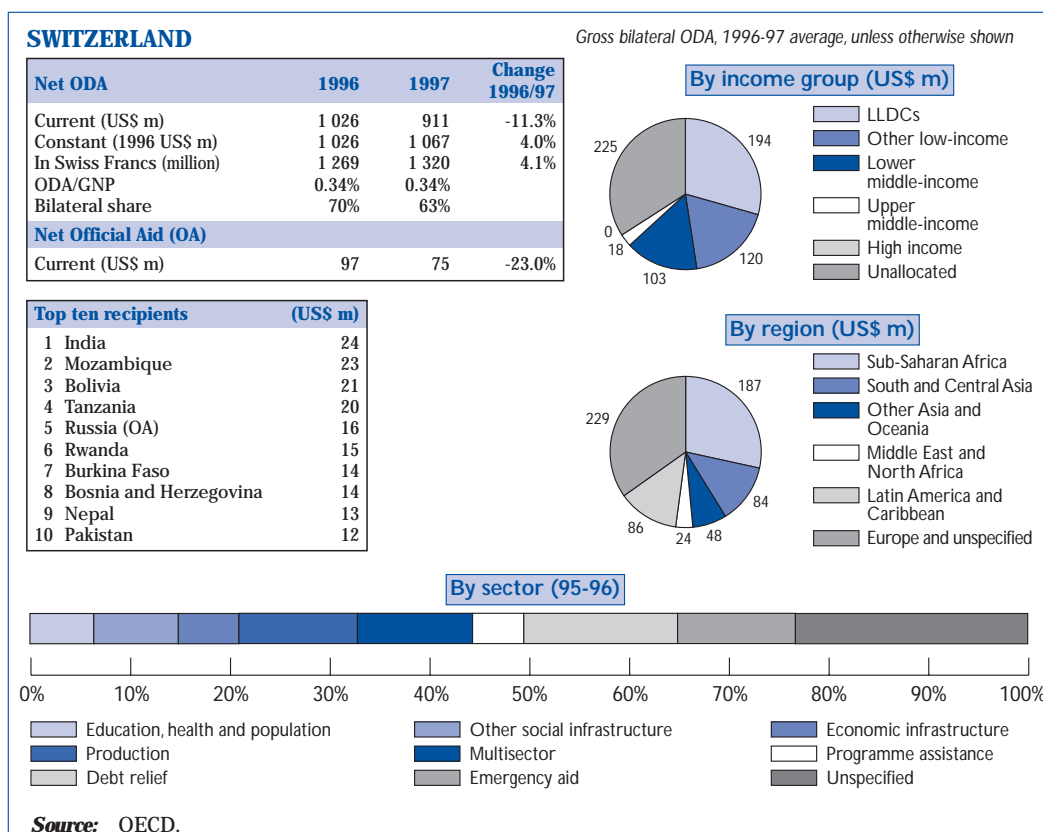 SWITZERLAND
Gross bilateral ODA, 1996-97 average, unless otherwise shown
Net ODA 1996 1997 Change 1996/97
Current (US$ m) 1 026 911 -11.3%
Constant (1996 US$ m) 1 026 1 067 4.0%
In Swiss Francs (million) 1 269 1 320 4.1%
ODA/GNP 0.34% 0.34%
Bilateral share 70% 63%
Net Official Aid (OA)
Current (US$ m) 97 75 -23.0%
By income group (US$ m)
225
194
0
18
103
120
LLDCs
Other low-income
Lower
middle-income
Upper
middle-income
High income
Unallocated
Top ten recipients (US$ m)
1 India 24
2 Mozambique 23
3 Bolivia 21
4 Tanzania 20
5 Russia (OA) 16
6 Rwanda 15
7 Burkina Faso 14
8 Bosnia and Herzegovina 14
9 Nepal 13
10 Pakistan 12
By region (US$ m)
187
229
84
86
24
48
Sub-Saharan Africa
South and Central Asia
Other Asia and
Oceania
Middle East and
North Africa
Latin America and
Caribbean
Europe and unspecified
By sector (95-96)
0% 10% 20% 30% 40% 50% 60% 70% 80% 90% 100%
Education, health and population Other social infrastructure Economic infrastructure
Production Multisector Programme assistance
Debt relief Emergency aid Unspecified
Source: OECD.